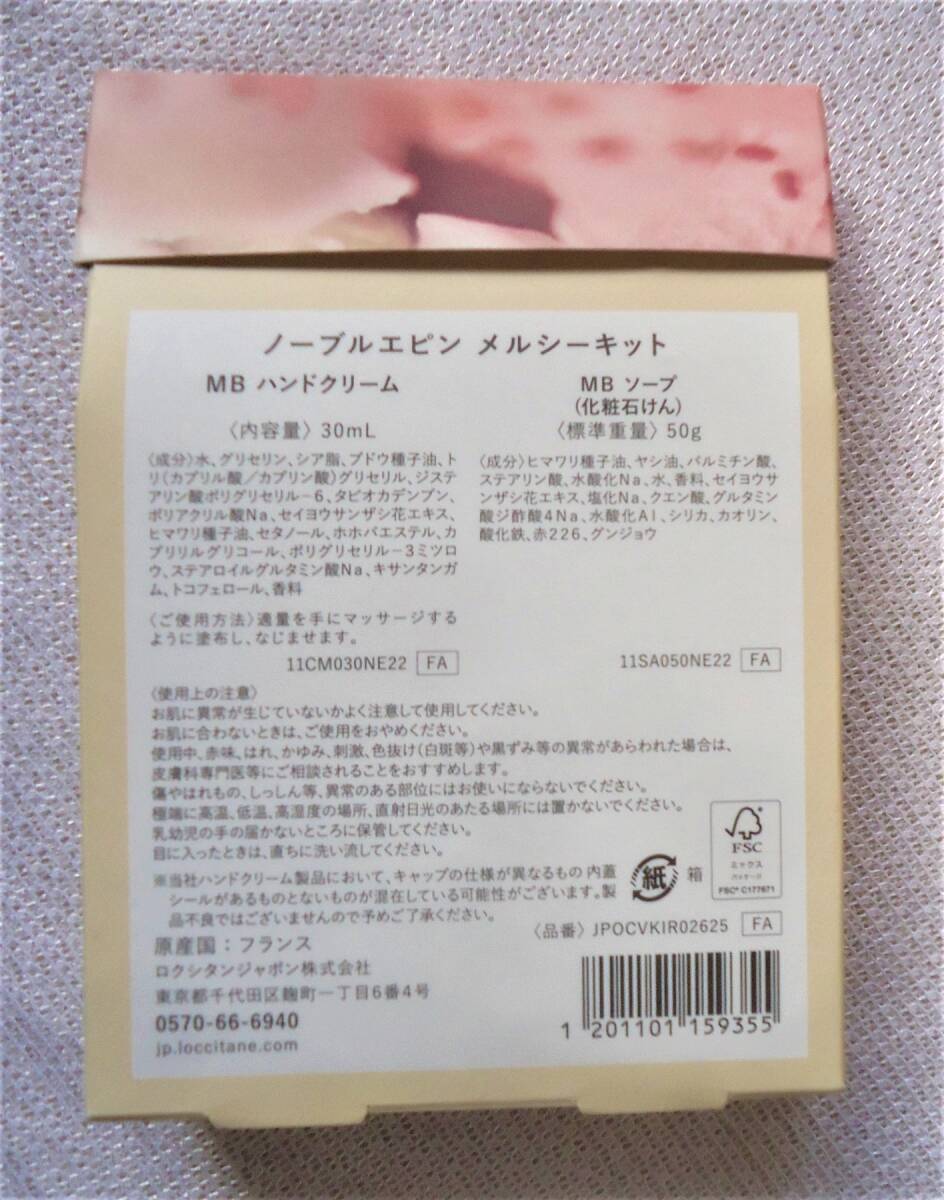 ノーブルエピン メルシーキット
MB ハンドクリーム
〈内容量〉30mL
〈成分〉水、グリセリン、シア脂、ブドウ種子油、ト
リ(カプリル酸／カプリン酸)グリセリル、ジステ
アリン酸ポリグリセリル－6、タピオカデンプン、
ポリアクリル酸Na、セイヨウサンザシ花エキス、
ヒマワリ種子油、セタノール、ホホバエステル、カ
プリリルグリコール、ポリグリセリル－3ミツロ
ウ、ステアロイルグルタミン酸Na、キサンタンガ
ム、トコフェロール、香料
〈ご使用方法〉適量を手にマッサージする
ように塗布し、なじませます。
11CM030NE22 FA
MB ソープ
(化粧石けん)
〈標準重量〉50g
〈成分〉ヒマワリ種子油、ヤシ油、パルミチン酸、
ステアリン酸、水酸化Na、水、香料、セイヨウサ
ンザシ花エキス、塩化Na、クエン酸、グルタミン
酸ジ酢酸4Na、水酸化Al、シリカ、カオリン、
酸化鉄、赤226、グンジョウ
11SA050NE22 FA
〈使用上の注意〉
お肌に異常が生じていないかよく注意して使用してください。
お肌に合わないときは、ご使用をおやめください。
使用中、赤味、はれ、かゆみ、刺激、色抜け(白斑等)や黒ずみ等の異常があらわれた場合は、
皮膚科専門医等にご相談されることをおすすめします。
傷やはれもの、しっしん等、異常のある部位にはお使いにならないでください。
極端に高温、低温、高湿度の場所、直射日光のあたる場所には置かないでください。
乳幼児の手の届かないところに保管してください。
目に入ったときは、直ちに洗い流してください。
※当社ハンドクリーム製品において、キャップの仕様が異なるもの 内蓋
シールがあるものとないものが混在している可能性がございます。製
品不良ではございませんので予めご了承ください。
紙 箱
FSC
ミックス
パッケージ
FSC® C177671
〈品番〉JPOCVKIR02625 FA
原産国：フランス
ロクシタンジャポン株式会社
東京都千代田区麹町一丁目6番4号
0570-66-6940
jp.loccitane.com
1 201101 159355